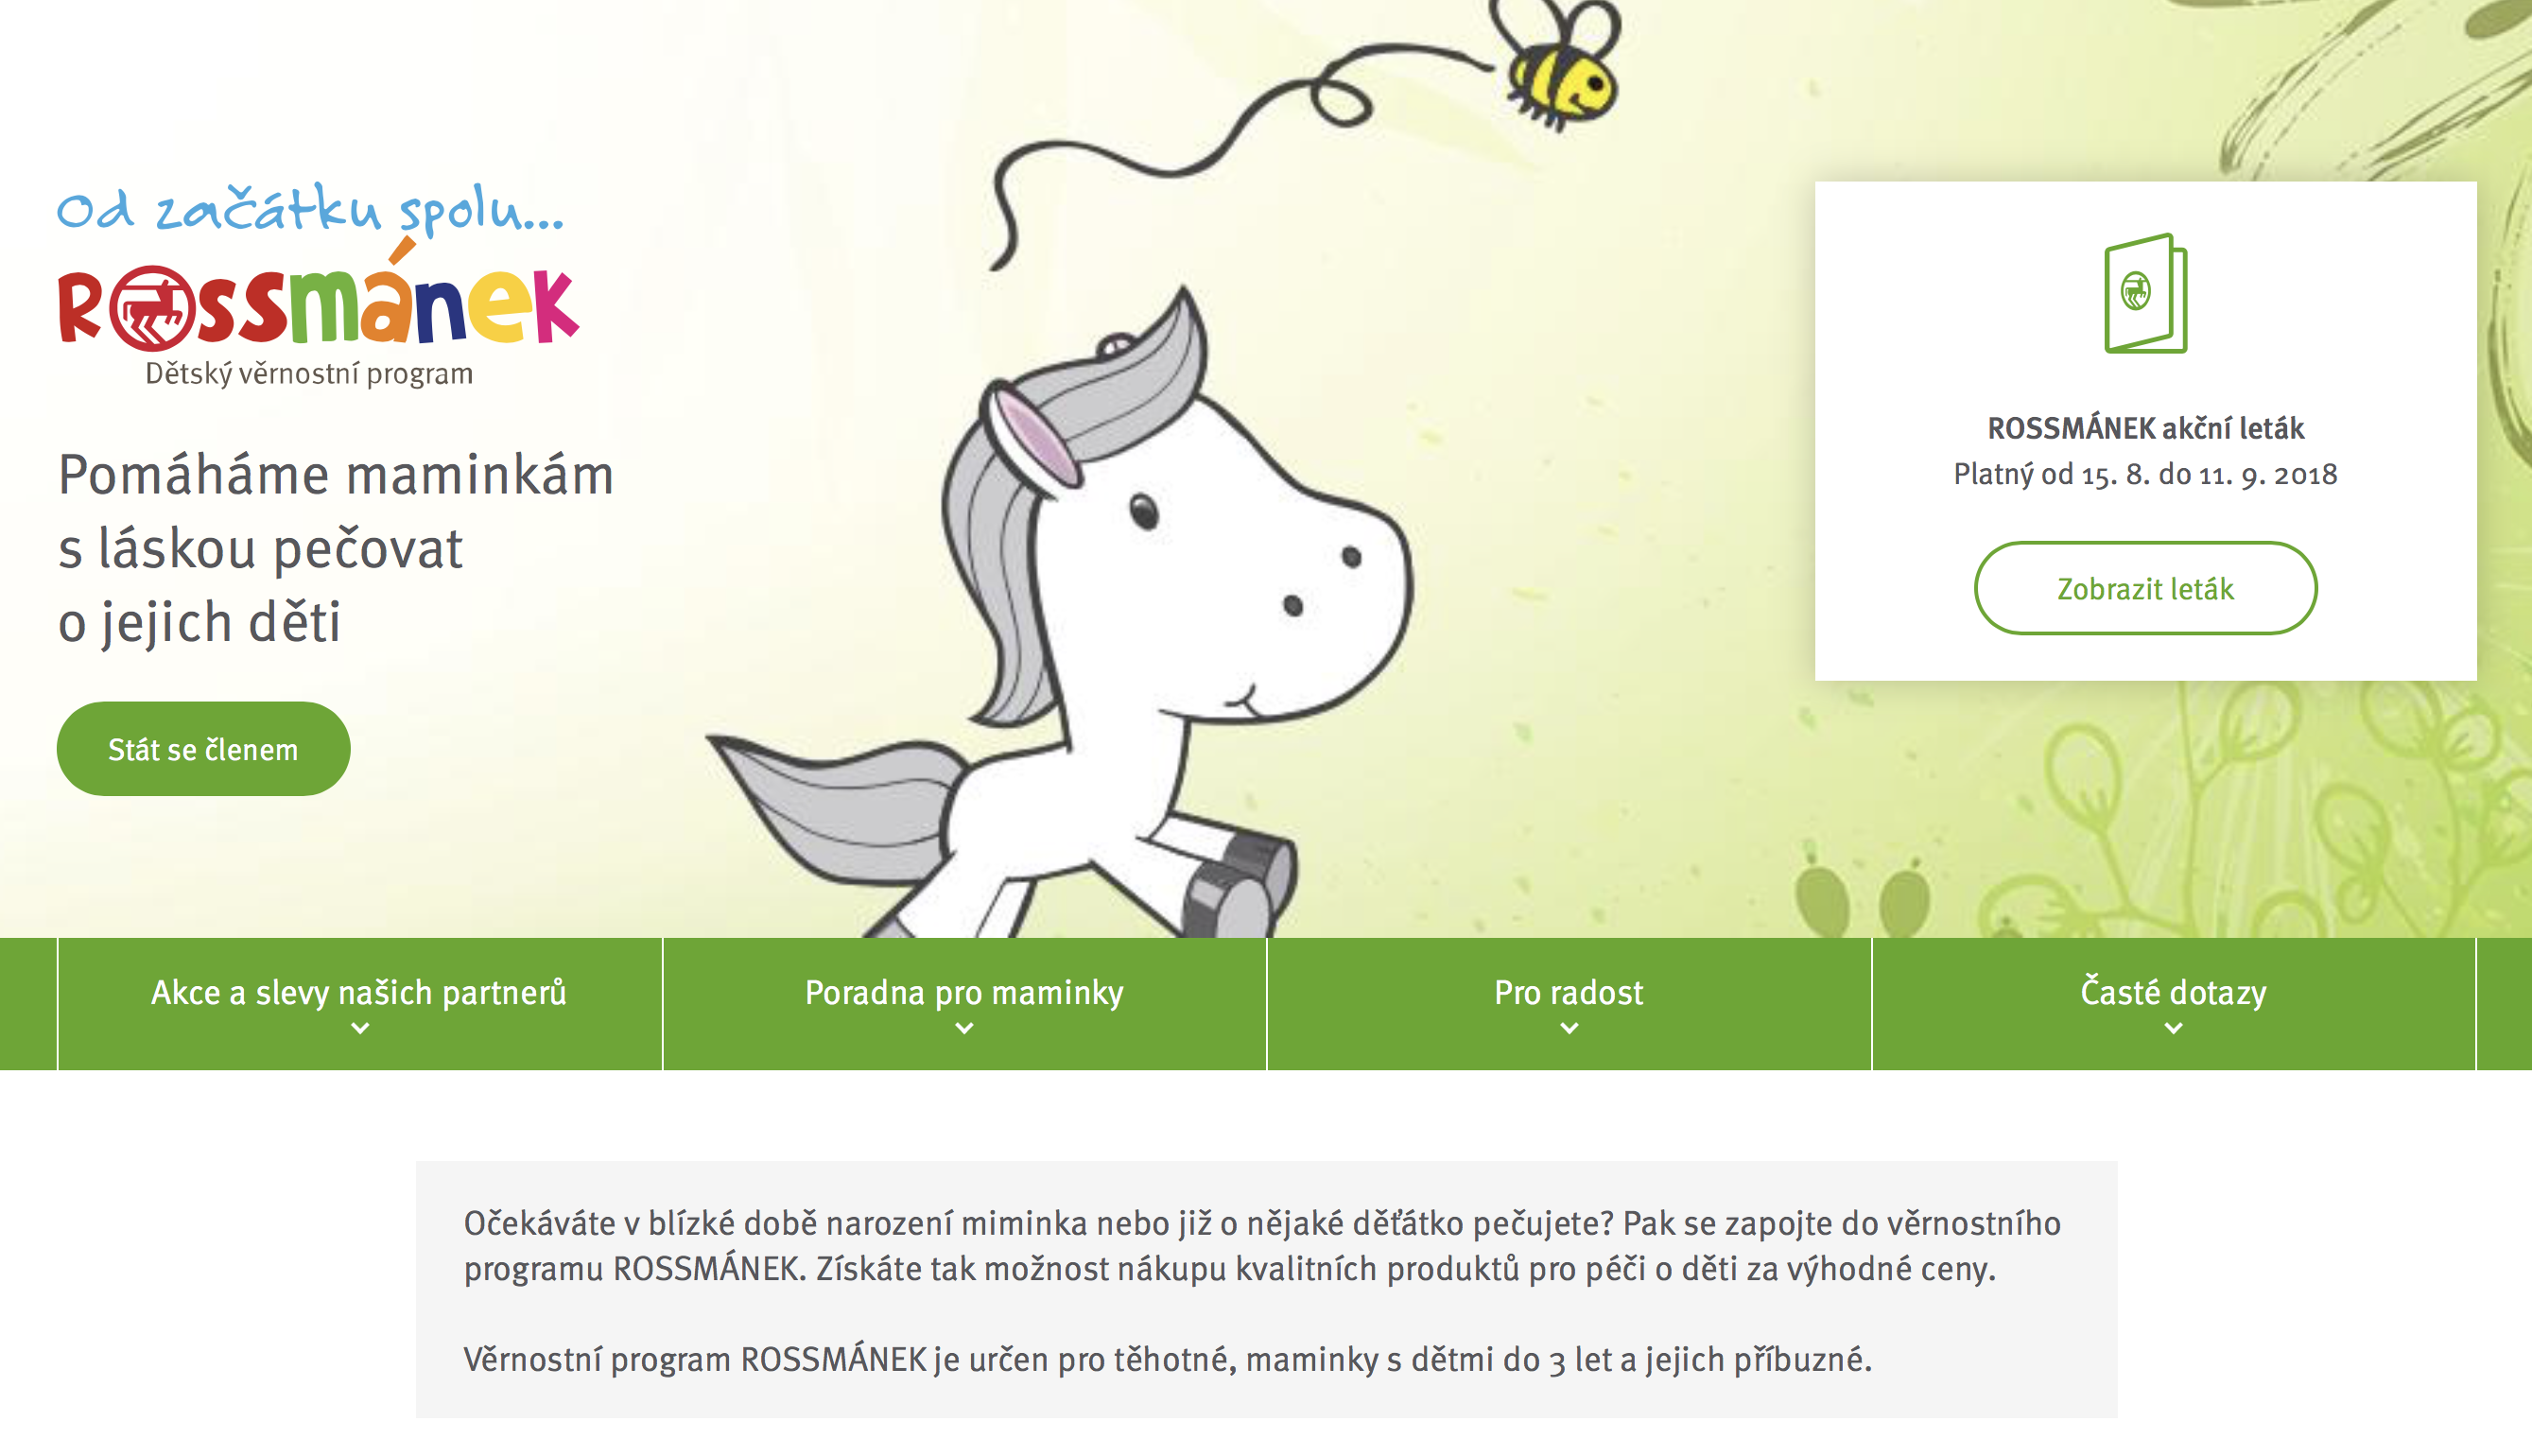 Od začátku spolu...
Rossmánek
Dětský věrnostní program
Pomáháme maminkám
s láskou pečovat
o jejich děti
Stát se členem
ROSSMÁNEK akční leták
Platný od 15. 8. do 11. 9. 2018
Zobrazit leták
Akce a slevy našich partnerů
Poradna pro maminky
Pro radost
Časté dotazy
Očekáváte v blízké době narození miminka nebo již o nějaké děťátko pečujete? Pak se zapojte do věrnostního
programu ROSSMÁNEK. Získáte tak možnost nákupu kvalitních produktů pro péči o děti za výhodné ceny.
Věrnostní program ROSSMÁNEK je určen pro těhotné, maminky s dětmi do 3 let a jejich příbuzné.